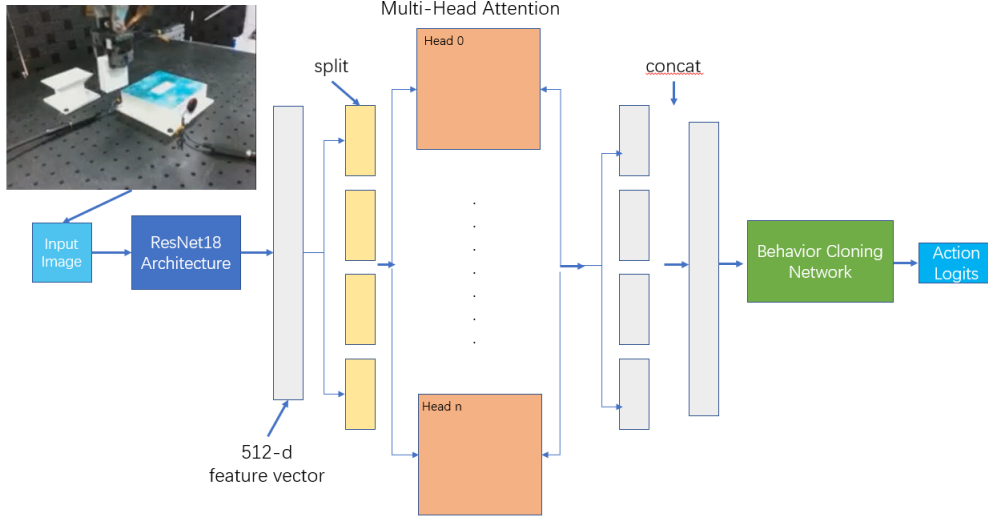 Multi-Head Attention
Head 0
split
concat
Input
Image
ResNet18
Architecture
Behavior Cloning
Network
Action
Logits
Head n
512-d
feature vector